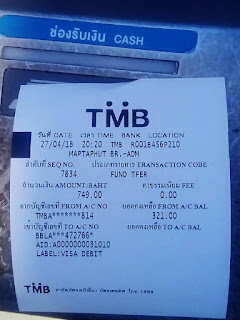 ช่องรับเงิน CASH
TMB
วันที่ DATE เวลา TIME BANK LOCATION
27/04/18 20:20 TMB R001B456P210
MAPTAPHUT BR.-ADM
ลำดับที่ SEQ NO. ประเภทรายการ TRANSACTION CODE
7834 FUND TFER
จำนวนเงิน AMOUNT/BAHT ค่าธรรมเนียม FEE
749.00 0.00
จากบัญชีเลขที่ FROM A/C NO ยอดคงเหลือ FROM A/C BAL
TMBA*******814 321.00
เข้าบัญชีเลขที่ TO A/C NO ยอดคงเหลือ TO A/C BAL
BBLA***472766*
AID:A0000000031010
LABEL:VISA DEBIT
TMB